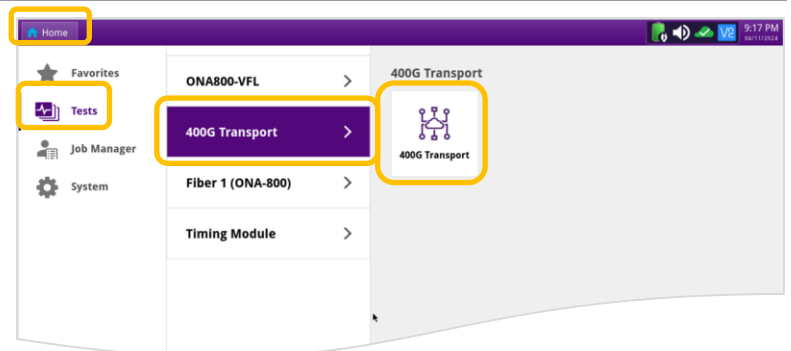 Home
9:17 PM
04/11/2024
Favorites
Tests
Job Manager
System
ONA800-VFL
400G Transport
Fiber 1 (ONA-800)
Timing Module
400G Transport
400G Transport